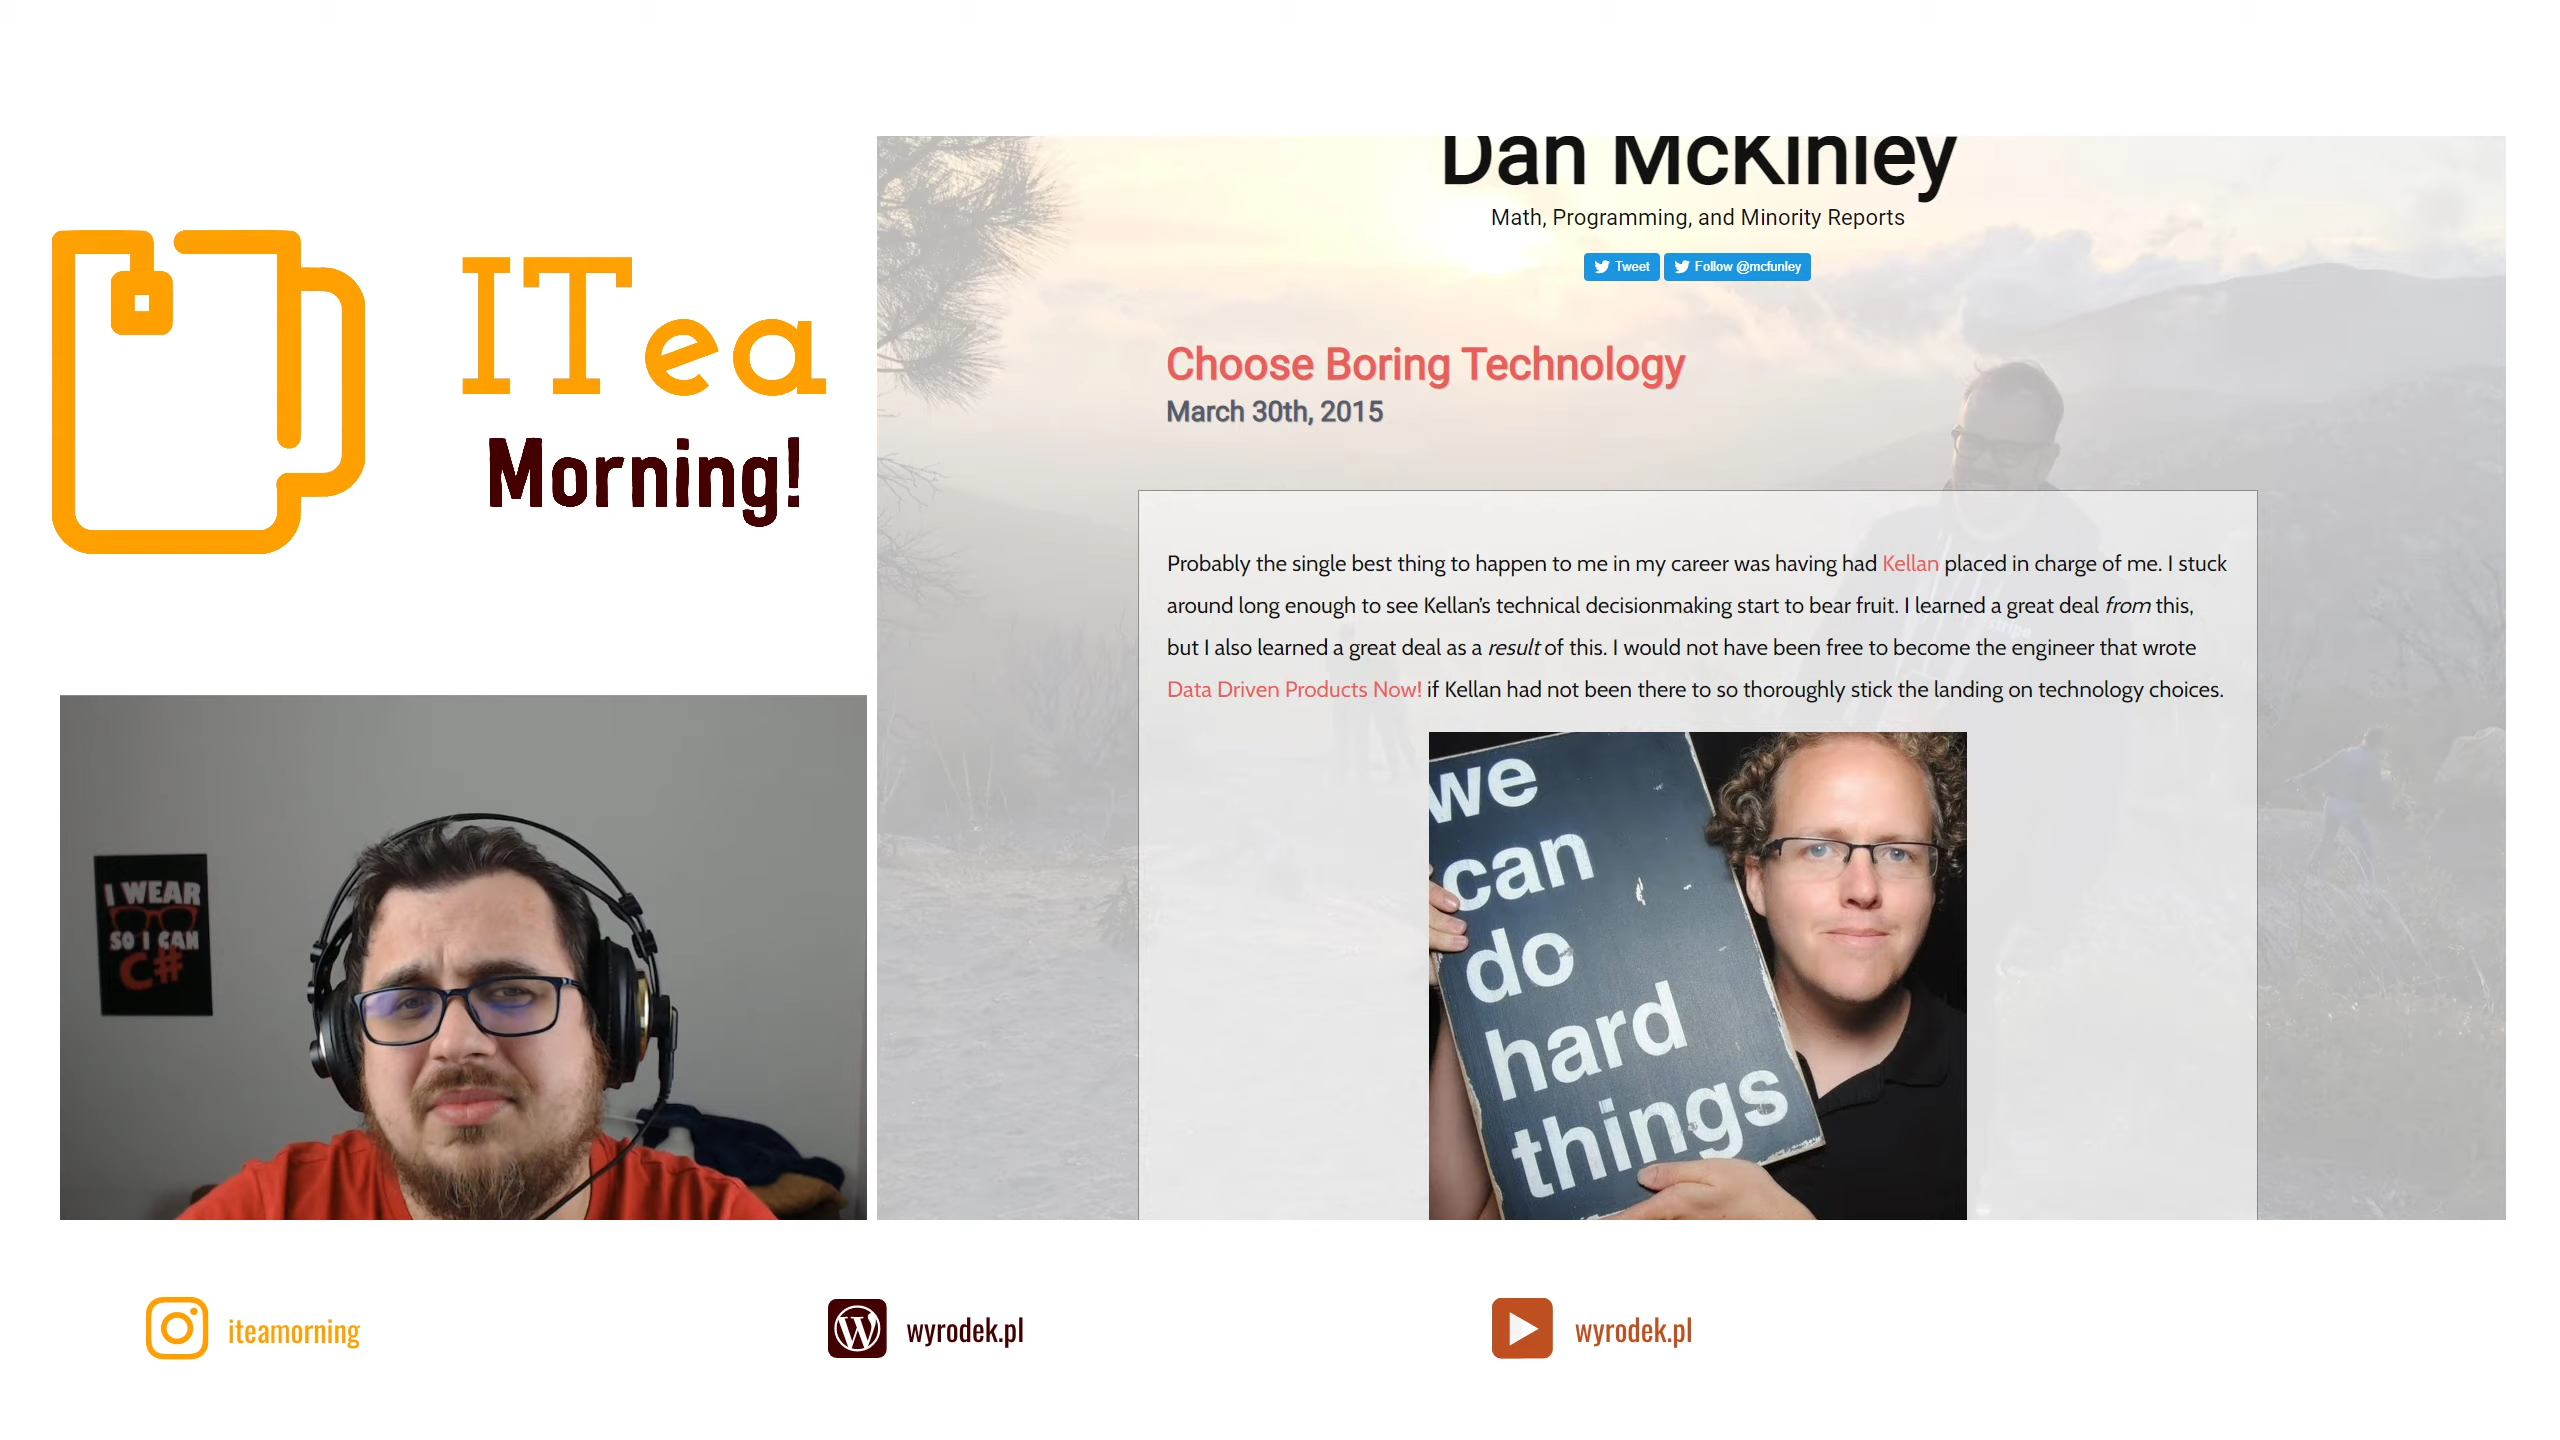 ITea
Morning!
I WEAR
SO I CAN
C#
Dan McKinley
Math, Programming, and Minority Reports
Tweet
Follow @mcfunley
Choose Boring Technology
March 30th, 2015
Probably the single best thing to happen to me in my career was having had Kellan placed in charge of me. I stuck
around long enough to see Kellan's technical decisionmaking start to bear fruit. I learned a great deal from this,
but I also learned a great deal as a result of this. I would not have been free to become the engineer that wrote
Data Driven Products Now! if Kellan had not been there to so thoroughly stick the landing on technology choices.
stripe
we
can
do
hard
things
iteamorning
wyrodek.pl
wyrodek.pl